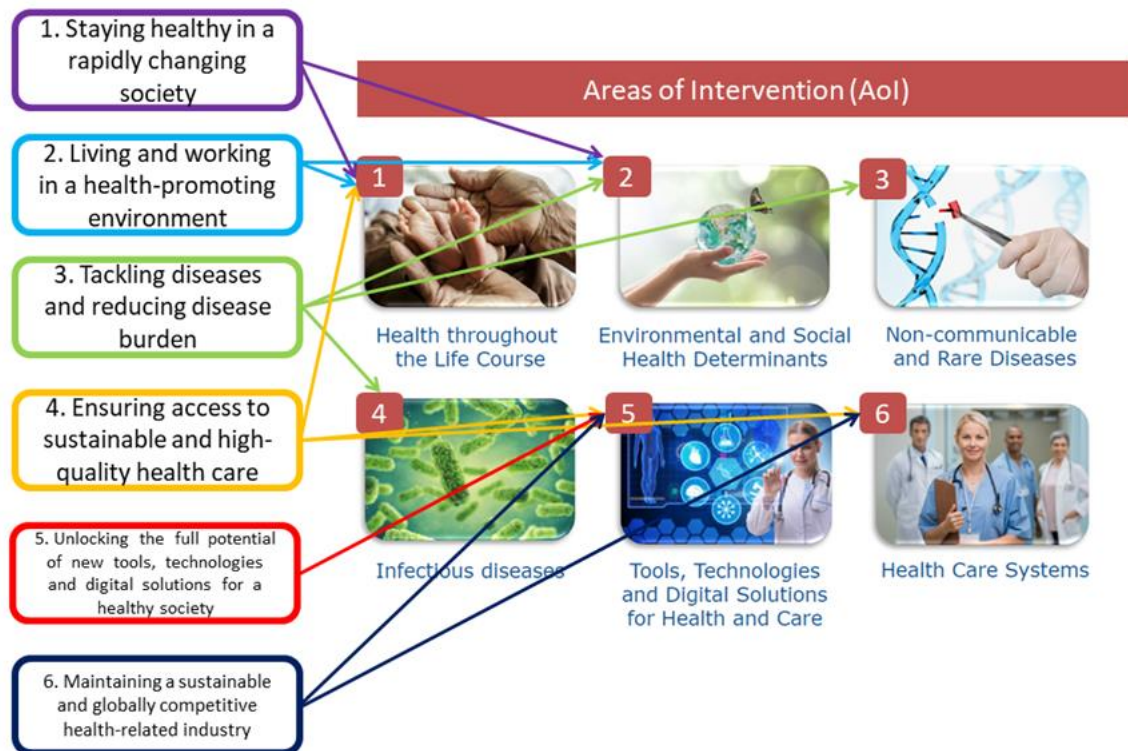 1. Staying healthy in a
rapidly changing
society
Areas of Intervention (AoI)
2. Living and working
in a health-promoting
environment
1
2
3
3. Tackling diseases
and reducing disease
burden
Health throughout
the Life Course
Environmental and Social
Health Determinants
Non-communicable
and Rare Diseases
4. Ensuring access to
sustainable and high-
quality health care
4
5
6
5. Unlocking the full potential
of new tools, technologies
and digital solutions for a
healthy society
Infectious diseases
Tools, Technologies
and Digital Solutions
for Health and Care
Health Care Systems
6. Maintaining a sustainable
and globally competitive
health-related industry